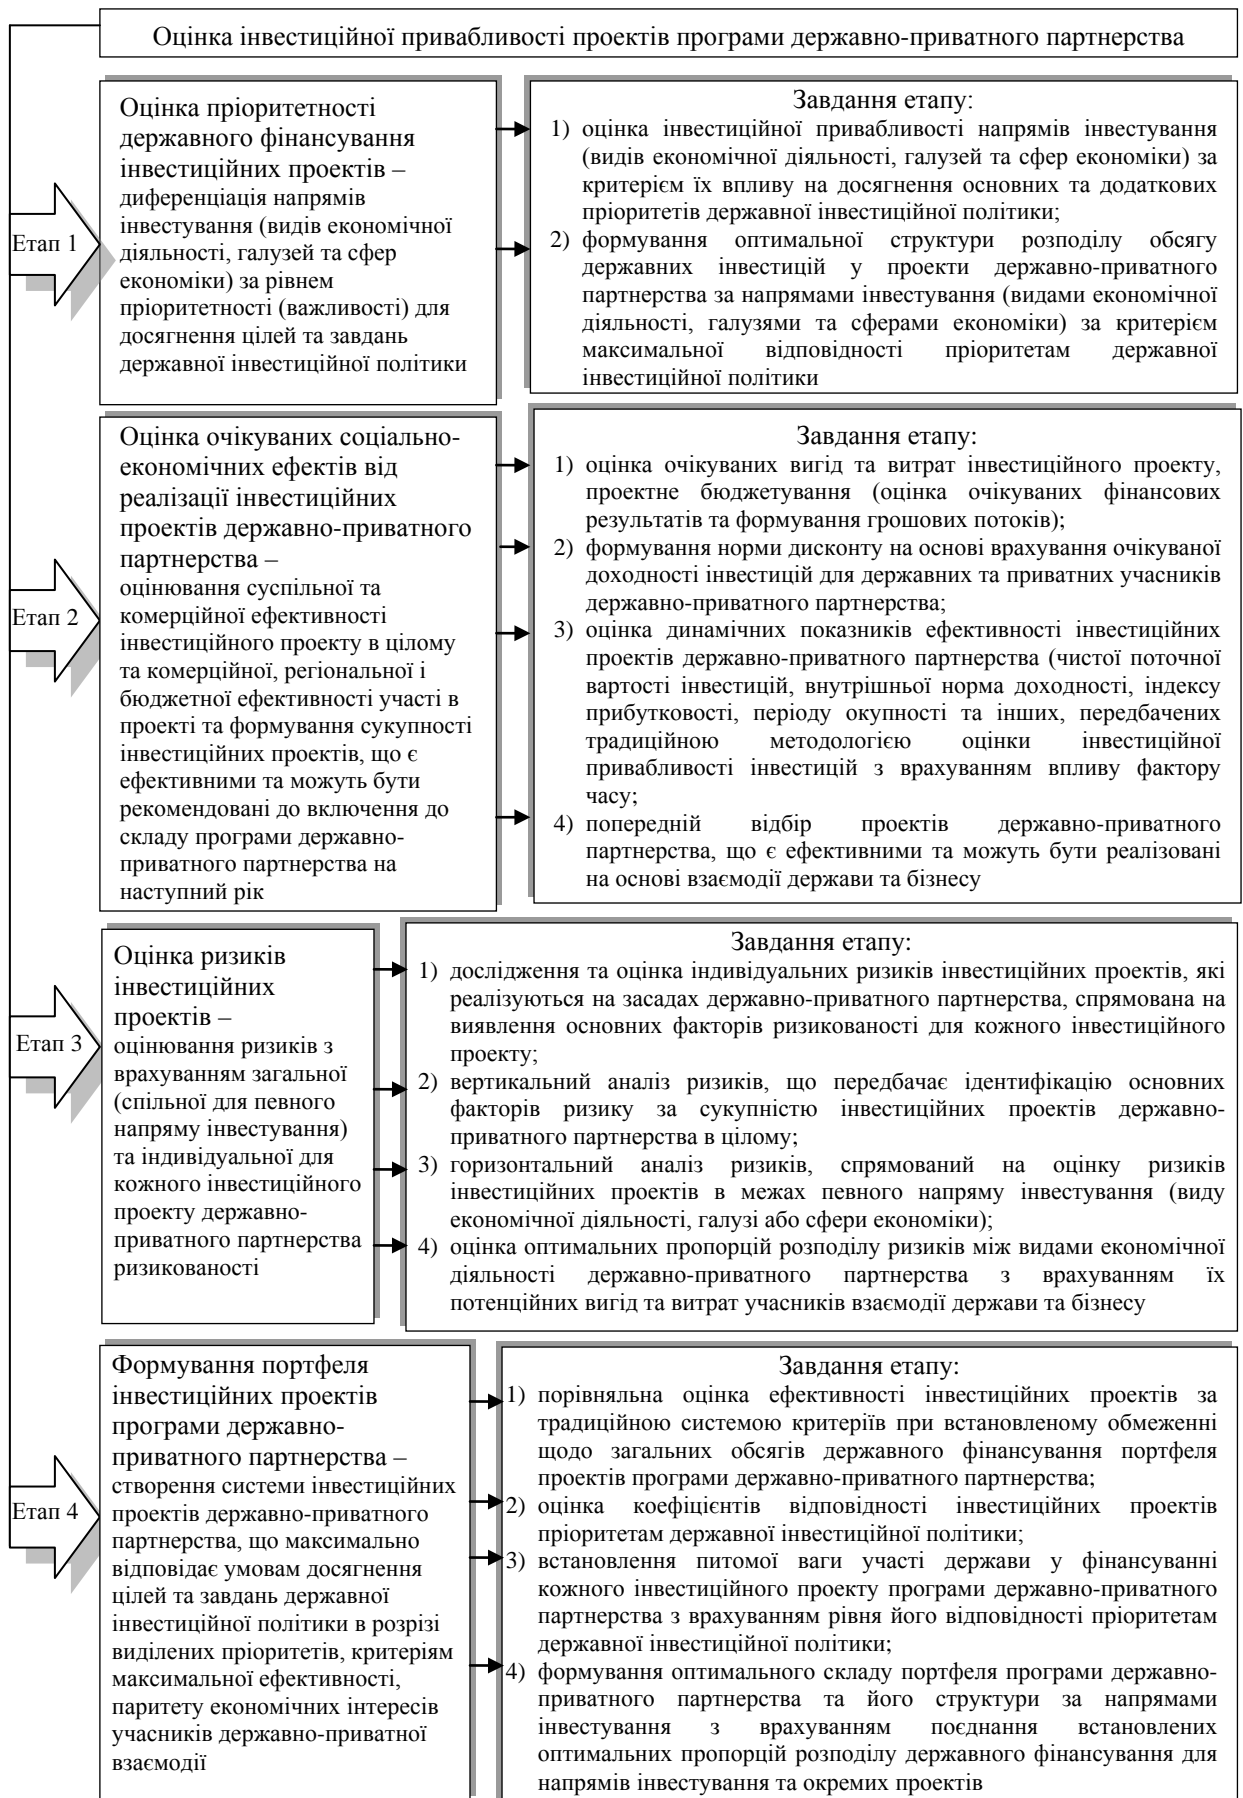 Оцінка інвестиційної привабливості проектів програми державно-приватного партнерства
Етап 1
Оцінка пріоритетності
державного фінансування
інвестиційних проектів –
диференціація напрямів
інвестування (видів економічної
діяльності, галузей та сфер
економіки) за рівнем
пріоритетності (важливості) для
досягнення цілей та завдань
державної інвестиційної політики
Завдання етапу:
1) оцінка інвестиційної привабливості напрямів інвестування
(видів економічної діяльності, галузей та сфер економіки) за
критерієм їх впливу на досягнення основних та додаткових
пріоритетів державної інвестиційної політики;
2) формування оптимальної структури розподілу обсягу
державних інвестицій у проекти державно-приватного
партнерства за напрямами інвестування (видами економічної
діяльності, галузями та сферами економіки) за критерієм
максимальної відповідності пріоритетам державної
інвестиційної політики
Етап 2
Оцінка очікуваних соціально-
економічних ефектів від
реалізації інвестиційних
проектів державно-приватного
партнерства –
оцінювання суспільної та
комерційної ефективності
інвестиційного проекту в цілому
та комерційної, регіональної і
бюджетної ефективності участі в
проекті та формування сукупності
інвестиційних проектів, що є
ефективними та можуть бути
рекомендовані до включення до
складу програми державно-
приватного партнерства на
наступний рік
Завдання етапу:
1) оцінка очікуваних вигід та витрат інвестиційного проекту,
проектне бюджетування (оцінка очікуваних фінансових
результатів та формування грошових потоків);
2) формування норми дисконту на основі врахування очікуваної
доходності інвестицій для державних та приватних учасників
державно-приватного партнерства;
3) оцінка динамічних показників ефективності інвестиційних
проектів державно-приватного партнерства (чистої поточної
вартості інвестицій, внутрішньої норма доходності, індексу
прибутковості, періоду окупності та інших, передбачених
традиційною методологією оцінки інвестиційної
привабливості інвестицій з врахуванням впливу фактору
часу;
4) попередній відбір проектів державно-приватного
партнерства, що є ефективними та можуть бути реалізовані
на основі взаємодії держави та бізнесу
Етап 3
Оцінка ризиків
інвестиційних
проектів –
оцінювання ризиків з
врахуванням загальної
(спільної для певного
напряму інвестування)
та індивідуальної для
кожного інвестиційного
проекту державно-
приватного партнерства
ризикованості
Завдання етапу:
1) дослідження та оцінка індивідуальних ризиків інвестиційних проектів, які
реалізуються на засадах державно-приватного партнерства, спрямована на
виявлення основних факторів ризикованості для кожного інвестиційного
проекту;
2) вертикальний аналіз ризиків, що передбачає ідентифікацію основних
факторів ризику за сукупністю інвестиційних проектів державно-
приватного партнерства в цілому;
3) горизонтальний аналіз ризиків, спрямований на оцінку ризиків
інвестиційних проектів в межах певного напряму інвестування (виду
економічної діяльності, галузі або сфери економіки);
4) оцінка оптимальних пропорцій розподілу ризиків між видами економічної
діяльності державно-приватного партнерства з врахуванням їх
потенційних вигід та витрат учасників взаємодії держави та бізнесу
Етап 4
Формування портфеля
інвестиційних проектів
програми державно-
приватного партнерства –
створення системи інвестиційних
проектів державно-приватного
партнерства, що максимально
відповідає умовам досягнення
цілей та завдань державної
інвестиційної політики в розрізі
виділених пріоритетів, критеріям
максимальної ефективності,
паритету економічних інтересів
учасників державно-приватної
взаємодії
Завдання етапу:
1) порівняльна оцінка ефективності інвестиційних проектів за
традиційною системою критеріїв при встановленому обмеженні
щодо загальних обсягів державного фінансування портфеля
проектів програми державно-приватного партнерства;
2) оцінка коефіцієнтів відповідності інвестиційних проектів
пріоритетам державної інвестиційної політики;
3) встановлення питомої ваги участі держави у фінансуванні
кожного інвестиційного проекту програми державно-приватного
партнерства з врахуванням рівня його відповідності пріоритетам
державної інвестиційної політики;
4) формування оптимального складу портфеля програми державно-
приватного партнерства та його структури за напрямами
інвестування з врахуванням поєднання встановлених
оптимальних пропорцій розподілу державного фінансування для
напрямів інвестування та окремих проектів